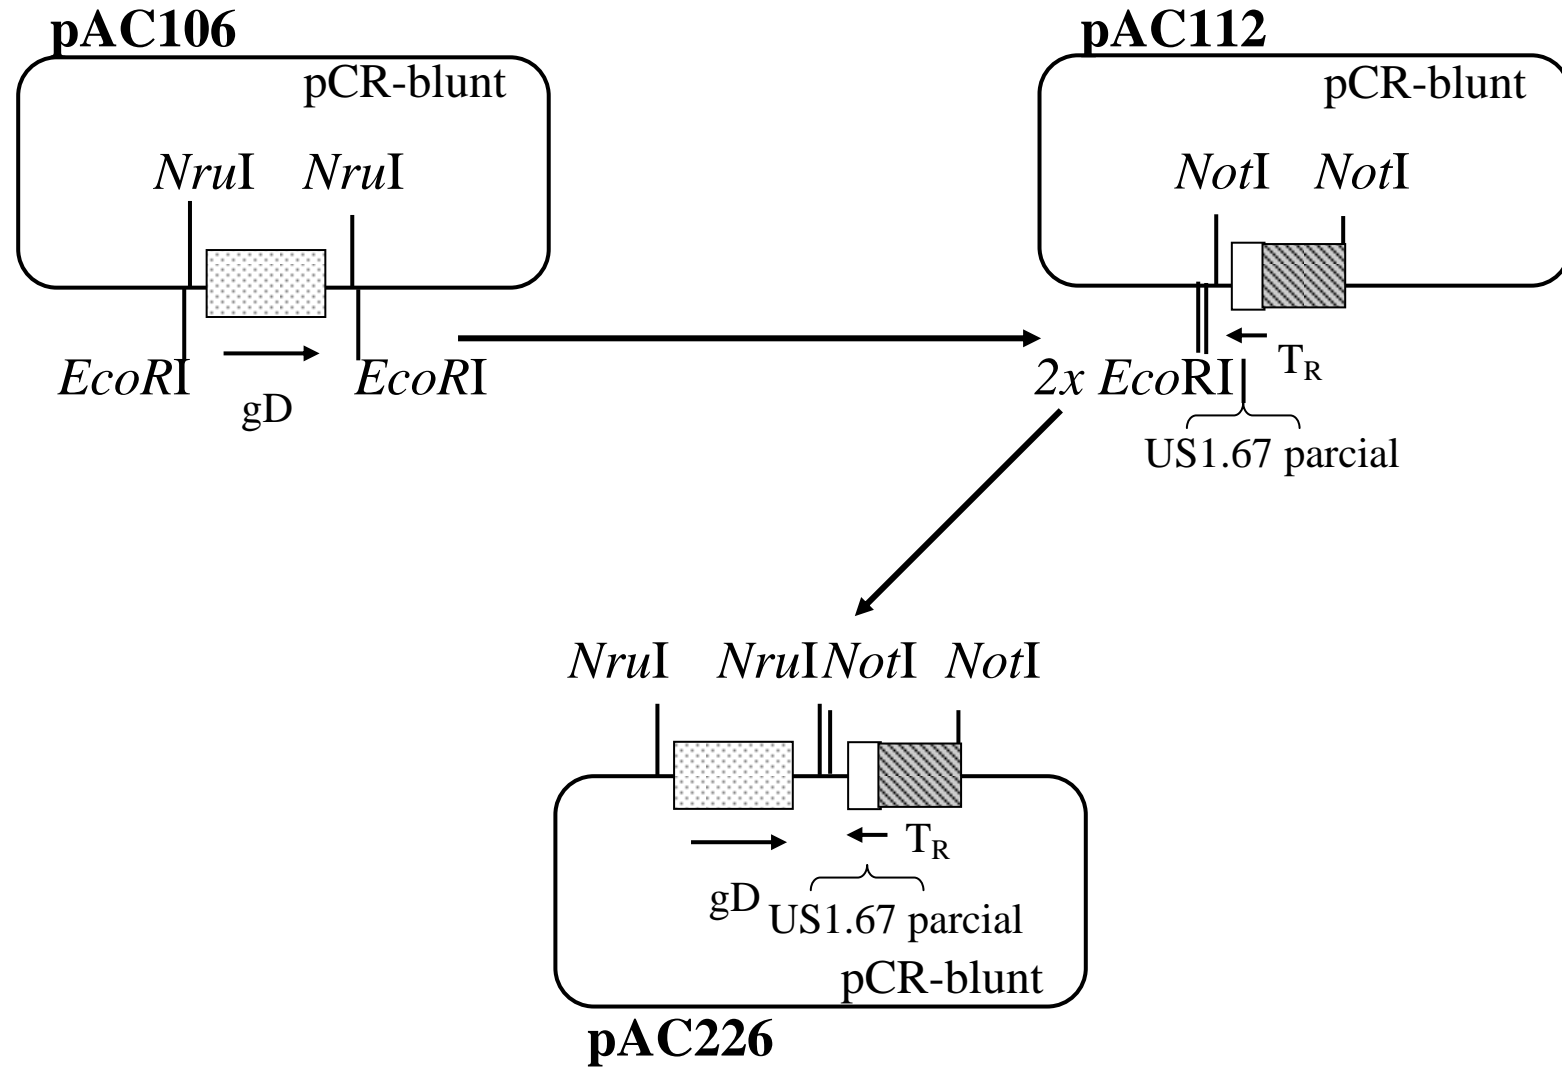 pAC106
pCR-blunt
NruI NruI
EcoRI EcoRI
gD
pAC112
pCR-blunt
NotI NotI
2x EcoRI
TR
US1.67 parcial
NruI NruI NotI NotI
TR
gD
US1.67 parcial
pCR-blunt
pAC226